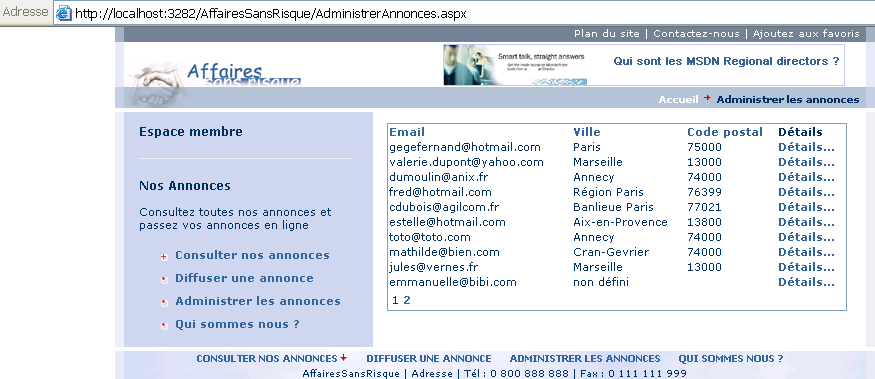 Adresse http://localhost:3282/AffairesSansRisque/AdministrerAnnonces.aspx
Plan du site | Contactez-nous | Ajoutez aux favoris
Affaires
sans risque
Smart talk, straight answers
Qui sont les MSDN Regional directors ?
Accueil Administrer les annonces
Espace membre
Nos Annonces
Consultez toutes nos annonces et
passez vos annonces en ligne
Consulter nos annonces
Diffuser une annonce
Administrer les annonces
Qui sommes nous ?
Email Ville Code postal Détails
gegefernand@hotmail.com Paris 75000 Détails...
valerie.dupont@yahoo.com Marseille 13000 Détails...
dumoulin@anix.fr Annecy 74000 Détails...
fred@hotmail.com Région Paris 76399 Détails...
cdubois@agilcom.fr Banlieue Paris 77021 Détails...
estelle@hotmail.com Aix-en-Provence 13800 Détails...
toto@toto.com Annecy 74000 Détails...
mathilde@bien.com Cran-Gevrier 74000 Détails...
jules@vernes.fr Marseille 13000 Détails...
emmanuelle@bibi.com non défini Détails...
1 2
CONSULTER NOS ANNONCES DIFFUSER UNE ANNONCE ADMINISTRER LES ANNONCES QUI SOMMES NOUS ?
AffairesSansRisque | Adresse | Tél : 0 800 888 888 | Fax : 0 111 111 999